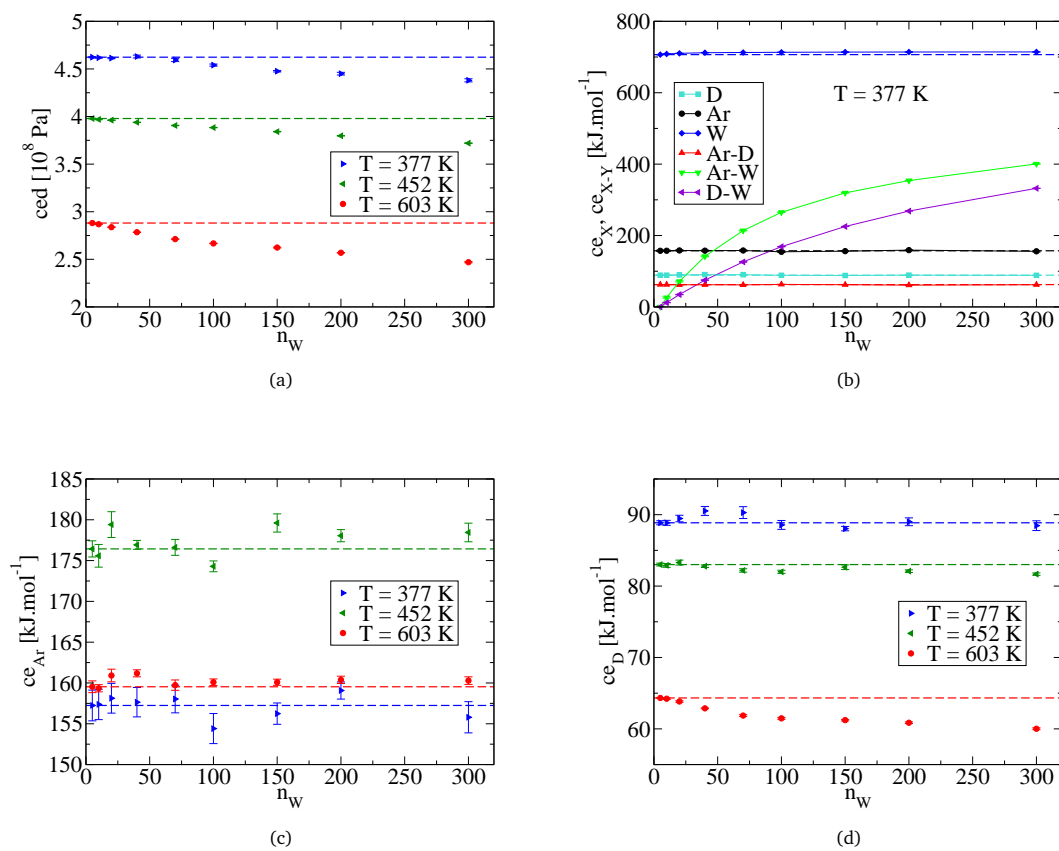 5
4.5
4
3.5
3
2.5
2
ced [10⁸ Pa]
T = 377 K
T = 452 K
T = 603 K
0 50 100 150 200 250 300
n_W
(a)
800
600
400
200
0
ce_X, ce_X-Y [kJ.mol⁻¹]
T = 377 K
D
Ar
W
Ar-D
Ar-W
D-W
0 50 100 150 200 250 300
n_W
(b)
185
180
175
170
165
160
155
150
ce_Ar [kJ.mol⁻¹]
T = 377 K
T = 452 K
T = 603 K
0 50 100 150 200 250 300
n_W
(c)
90
80
70
60
ce_D [kJ.mol⁻¹]
T = 377 K
T = 452 K
T = 603 K
0 50 100 150 200 250 300
n_W
(d)